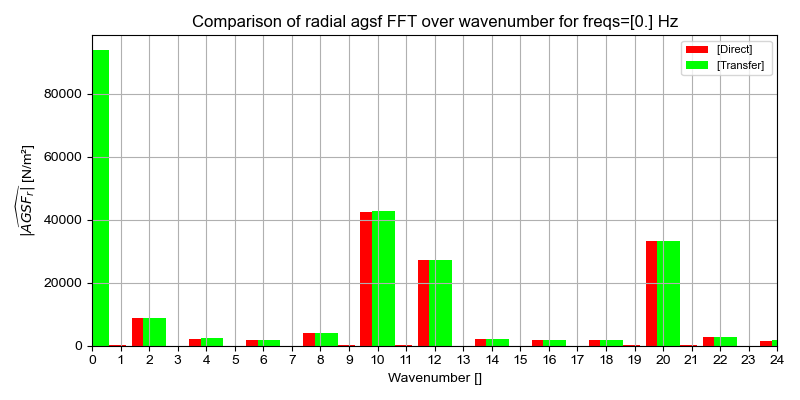 Comparison of radial agsf FFT over wavenumber for freqs=[0.] Hz
[Direct]
[Transfer]
|AGSF_r| [N/m²]
80000
60000
40000
20000
0
0 1 2 3 4 5 6 7 8 9 10 11 12 13 14 15 16 17 18 19 20 21 22 23 24
Wavenumber []